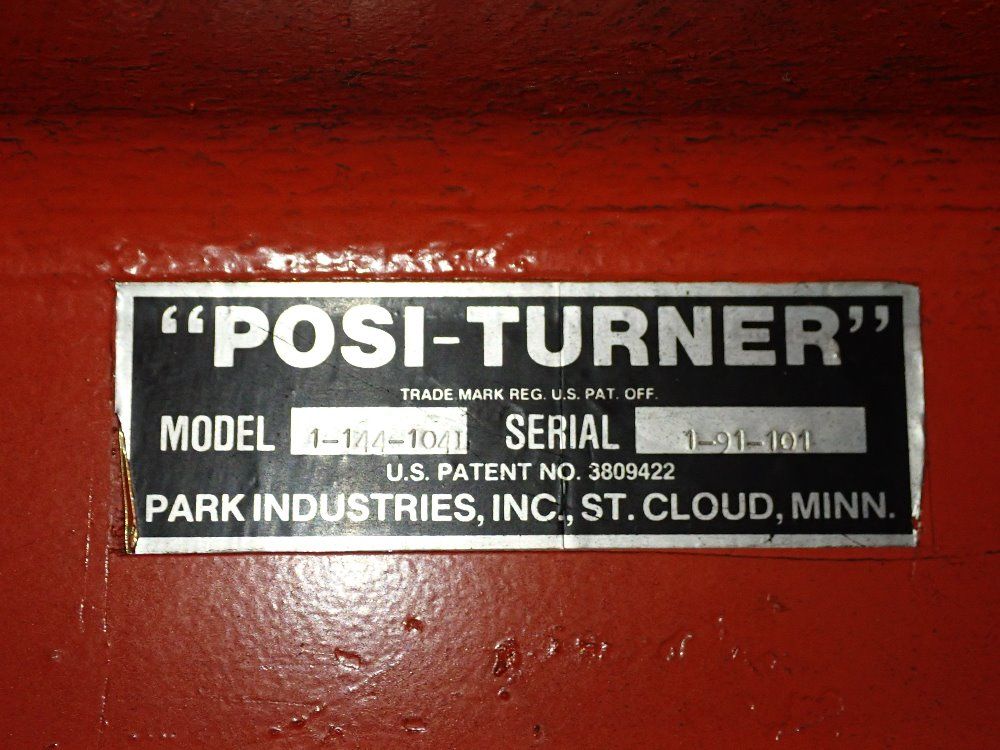 “POSI-TURNER”
TRADE MARK REG. U.S. PAT. OFF.
MODEL 1-144-104I SERIAL 1-91-101
U.S. PATENT NO. 3809422
PARK INDUSTRIES, INC., ST. CLOUD, MINN.